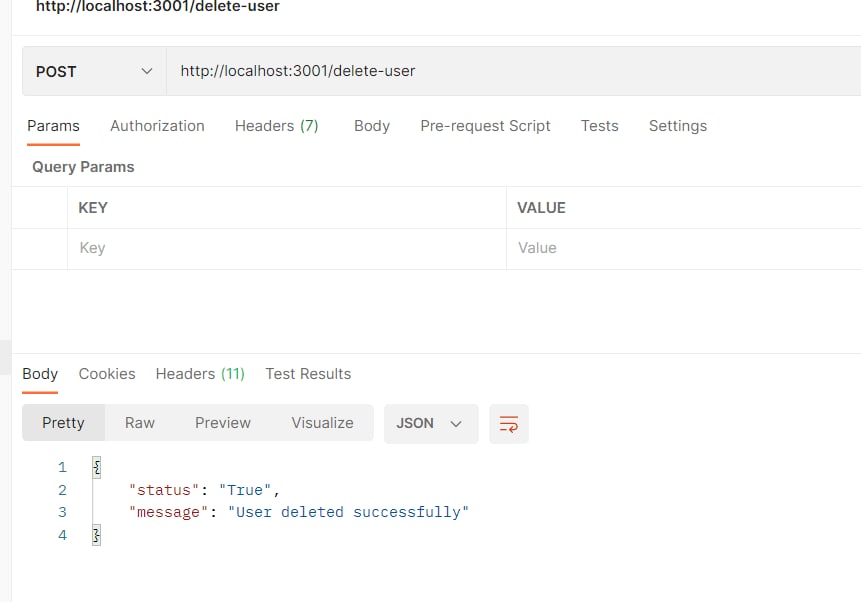 http://localhost:3001/delete-user
POST http://localhost:3001/delete-user
Params Authorization Headers (7) Body Pre-request Script Tests Settings
Query Params
KEY VALUE
Key Value
Body Cookies Headers (11) Test Results
Pretty Raw Preview Visualize JSON
1 {
2 "status": "True",
3 "message": "User deleted successfully"
4 }